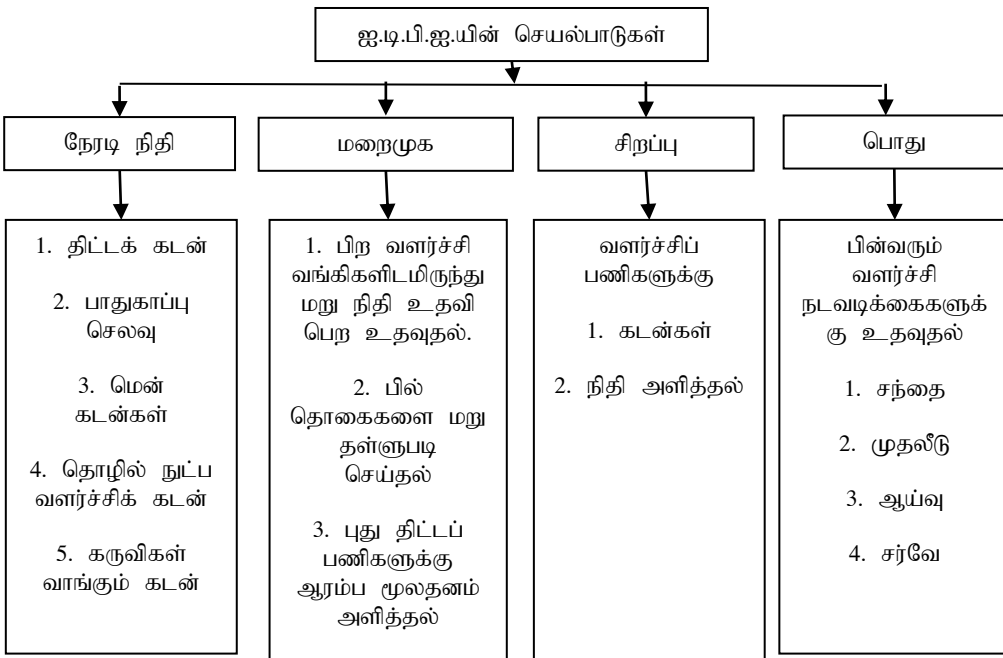 ஐ.டி.பி.ஐ.யின் செயல்பாடுகள்
நேரடி நிதி
மறைமுக
சிறப்பு
பொது
1. திட்டக் கடன்
2. பாதுகாப்பு
செலவு
3. மென்
கடன்கள்
4. தொழில் நுட்ப
வளர்ச்சிக் கடன்
5. கருவிகள்
வாங்கும் கடன்
1. பிற வளர்ச்சி
வங்கிகளிடமிருந்து
மறு நிதி உதவி
பெற உதவுதல்.
2. பில்
தொகைகளை மறு
தள்ளுபடி
செய்தல்
3. புது திட்டப்
பணிகளுக்கு
ஆரம்ப மூலதனம்
அளித்தல்
வளர்ச்சிப்
பணிகளுக்கு
1. கடன்கள்
2. நிதி அளித்தல்
பின்வரும்
வளர்ச்சி
நடவடிக்கைகளுக்
கு உதவுதல்
1. சந்தை
2. முதலீடு
3. ஆய்வு
4. சர்வே